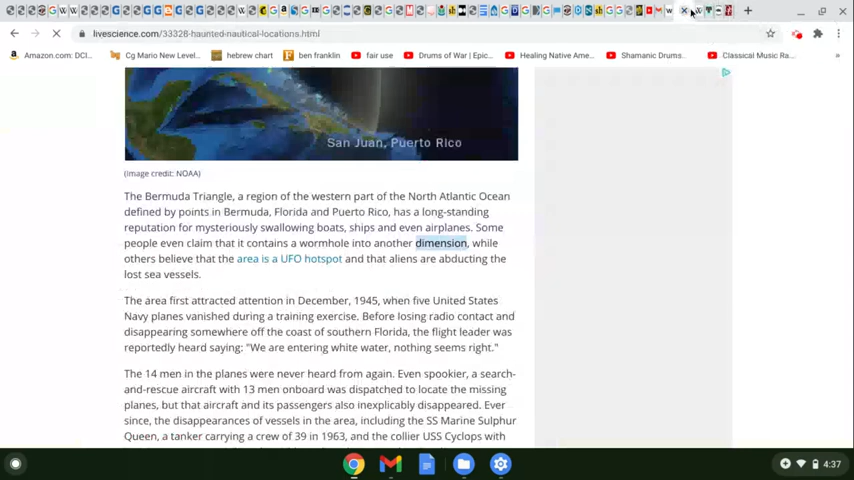 livescience.com/33328-haunted-nautical-locations.html
Amazon.com: DCI...
Cg Mario New Level...
hebrew chart
ben franklin
fair use
Drums of War | Epic...
Healing Native Ame...
Shamanic Drums...
Classical Music Ra...
»
San Juan, Puerto Rico
(Image credit: NOAA)
The Bermuda Triangle, a region of the western part of the North Atlantic Ocean
defined by points in Bermuda, Florida and Puerto Rico, has a long-standing
reputation for mysteriously swallowing boats, ships and even airplanes. Some
people even claim that it contains a wormhole into another dimension, while
others believe that the area is a UFO hotspot and that aliens are abducting the
lost sea vessels.
The area first attracted attention in December, 1945, when five United States
Navy planes vanished during a training exercise. Before losing radio contact and
disappearing somewhere off the coast of southern Florida, the flight leader was
reportedly heard saying: "We are entering white water, nothing seems right."
The 14 men in the planes were never heard from again. Even spookier, a search-
and-rescue aircraft with 13 men onboard was dispatched to locate the missing
planes, but that aircraft and its passengers also inexplicably disappeared. Ever
since, the disappearances of vessels in the area, including the SS Marine Sulphur
Queen, a tanker carrying a crew of 39 in 1963, and the collier USS Cyclops with
4:37